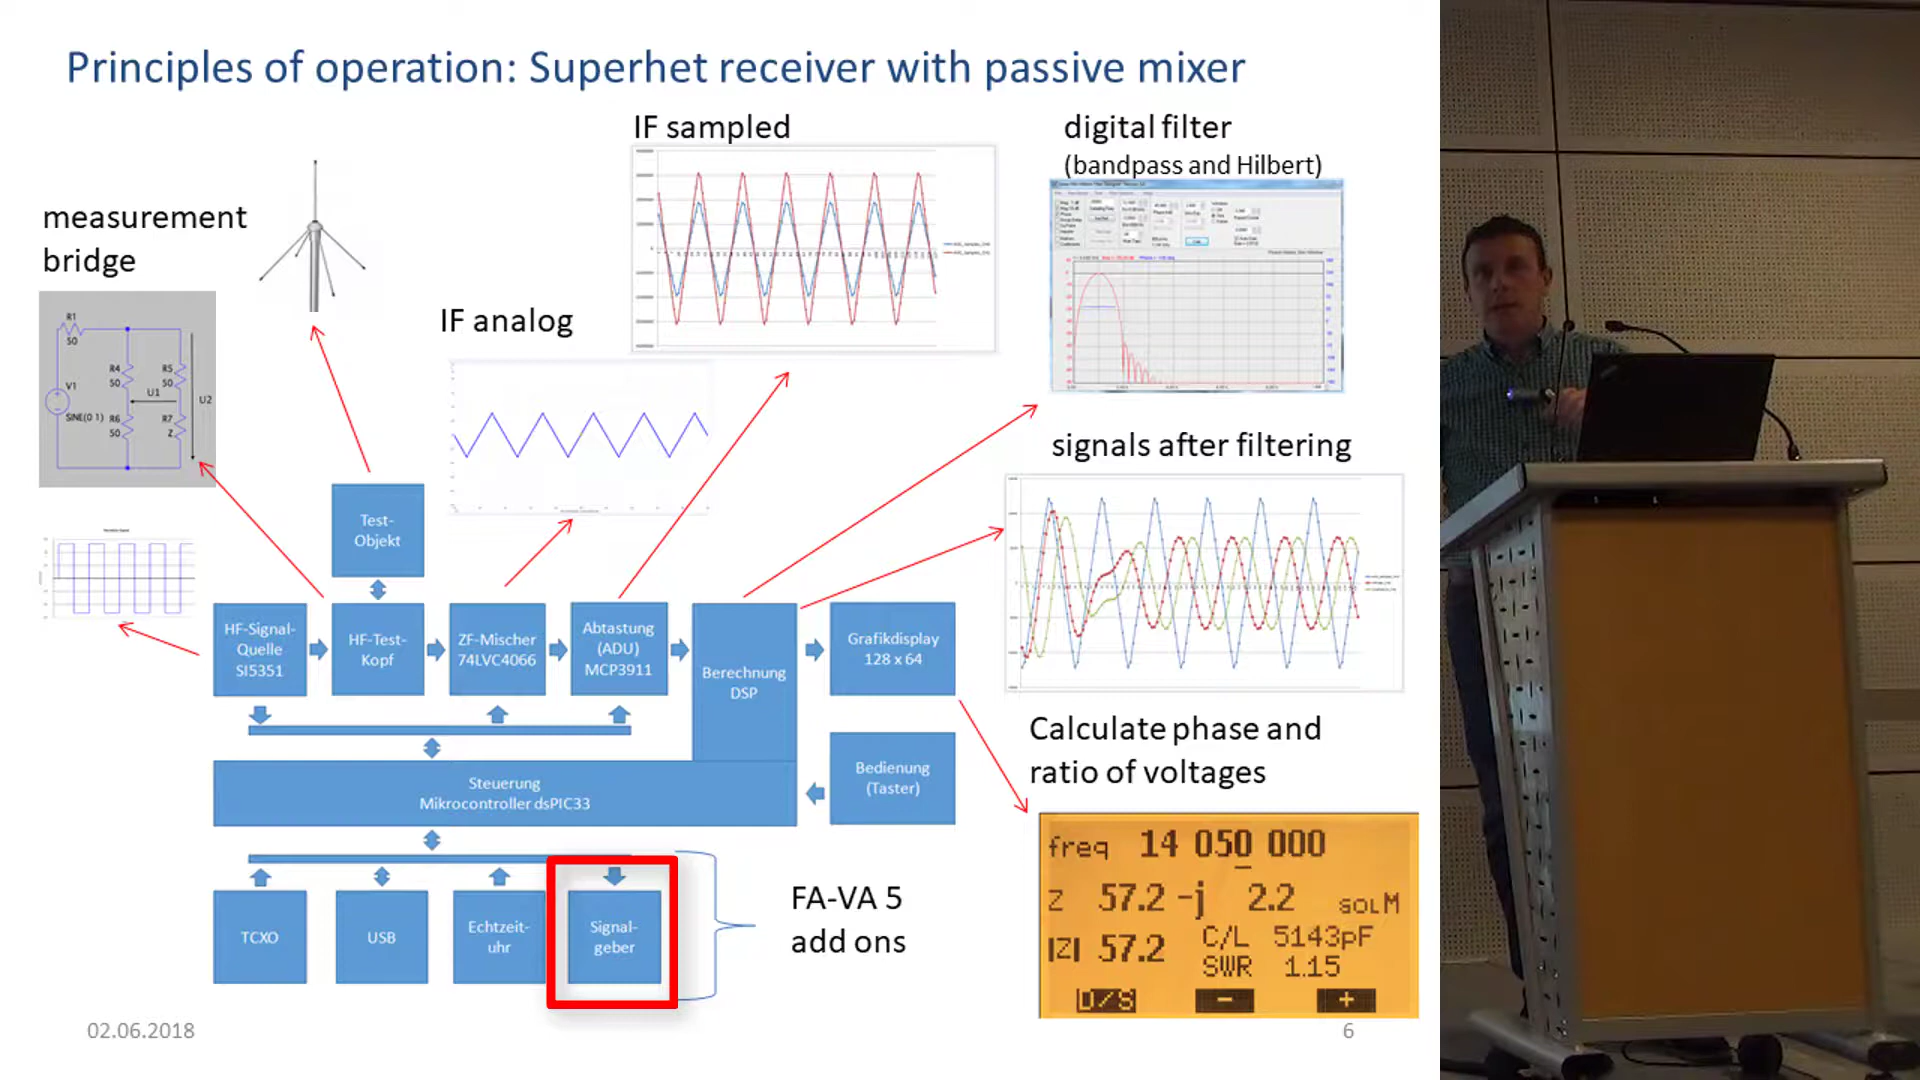 Principles of operation: Superhet receiver with passive mixer
IF sampled
digital filter
(bandpass and Hilbert)
measurement
bridge
IF analog
R1
50
R4
50
R5
50
V1
U1
U2
SINE(0 1)
R6
50
R7
Z
signals after filtering
Test-
Objekt
HF-Signal-
Quelle
SI5351
HF-Test-
Kopf
ZF-Mischer
74LVC4066
Abtastung
(ADU)
MCP3911
Berechnung
DSP
Grafikdisplay
128 x 64
Steuerung
Mikrocontroller dsPIC33
Bedienung
(Taster)
Calculate phase and
ratio of voltages
freq 14 050 000
Z 57.2 -j 2.2 SOLM
|Z| 57.2 C/L 5143pF
SWR 1.15
D/S - +
TCXO
USB
Echtzeit-
uhr
Signal-
geber
FA-VA 5
add ons
02.06.2018
6